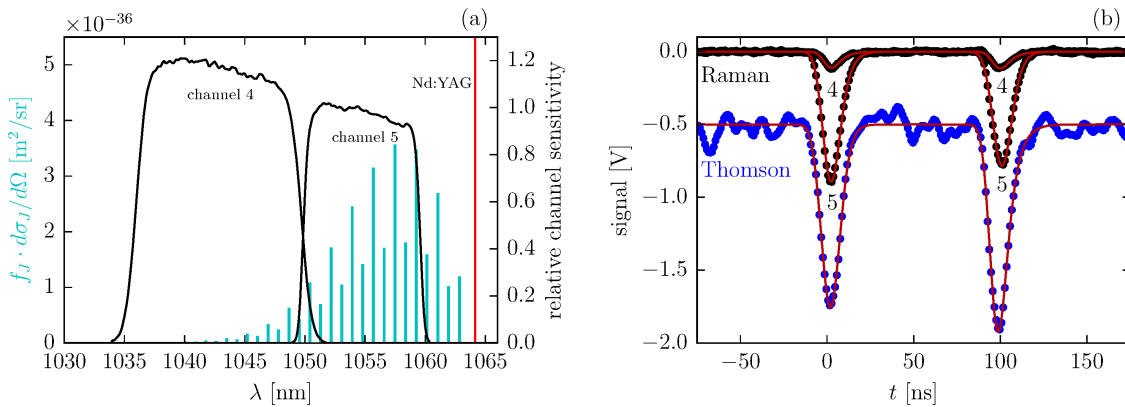 ×10⁻³⁶
(a)
5
4
3
2
1
0
f_J · dσ_J/dΩ [m²/sr]
channel 4
channel 5
Nd:YAG
1.2
1.0
0.8
0.6
0.4
0.2
0.0
relative channel sensitivity
1030 1035 1040 1045 1050 1055 1060 1065
λ [nm]
(b)
0.0
−0.5
−1.0
−1.5
−2.0
signal [V]
Raman
4
4
Thomson
5
5
−50 0 50 100 150
t [ns]